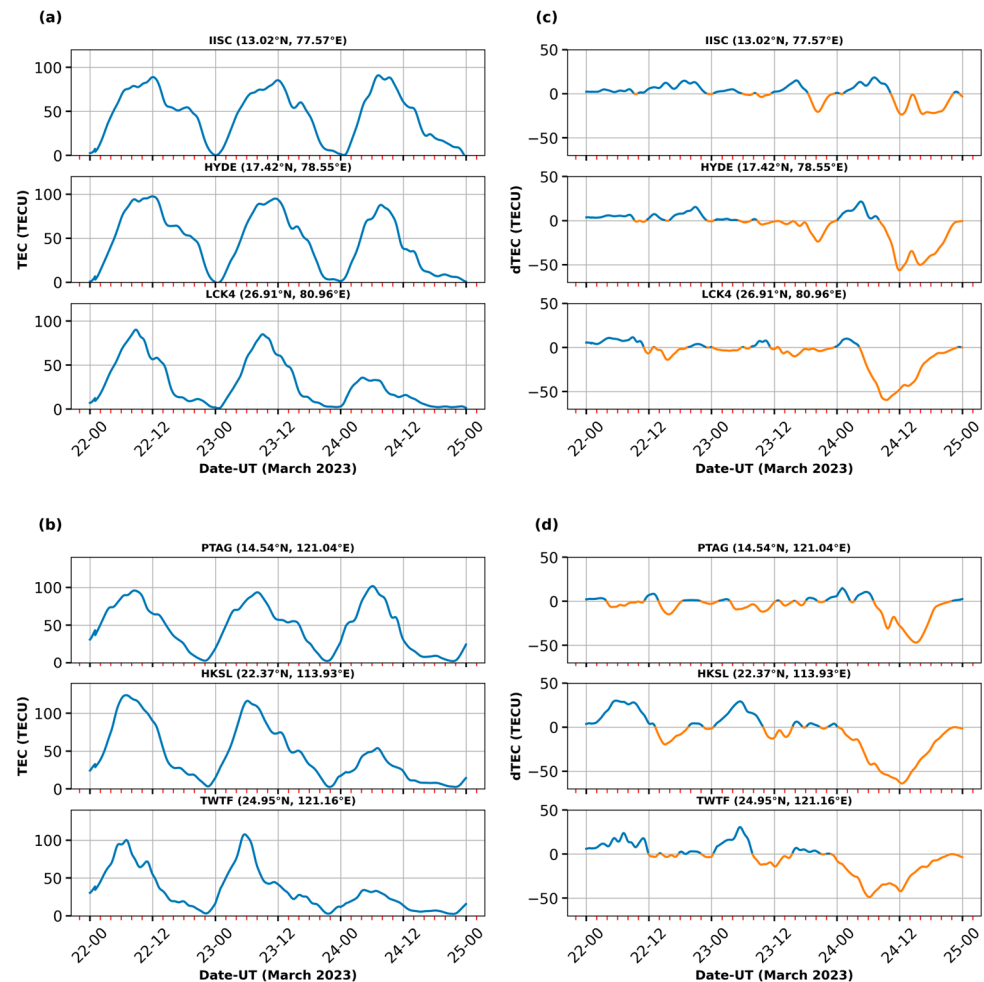 (a)
IISC (13.02°N, 77.57°E)
100
50
0
HYDE (17.42°N, 78.55°E)
100
50
0
TEC (TECU)
LCK4 (26.91°N, 80.96°E)
100
50
0
22-00
22-12
23-00
23-12
24-00
24-12
25-00
Date-UT (March 2023)
(c)
IISC (13.02°N, 77.57°E)
50
0
−50
HYDE (17.42°N, 78.55°E)
50
0
−50
dTEC (TECU)
LCK4 (26.91°N, 80.96°E)
50
0
−50
22-00
22-12
23-00
23-12
24-00
24-12
25-00
Date-UT (March 2023)
(b)
PTAG (14.54°N, 121.04°E)
100
50
0
HKSL (22.37°N, 113.93°E)
100
50
0
TEC (TECU)
TWTF (24.95°N, 121.16°E)
100
50
0
22-00
22-12
23-00
23-12
24-00
24-12
25-00
Date-UT (March 2023)
(d)
PTAG (14.54°N, 121.04°E)
50
0
−50
HKSL (22.37°N, 113.93°E)
50
0
−50
dTEC (TECU)
TWTF (24.95°N, 121.16°E)
50
0
−50
22-00
22-12
23-00
23-12
24-00
24-12
25-00
Date-UT (March 2023)